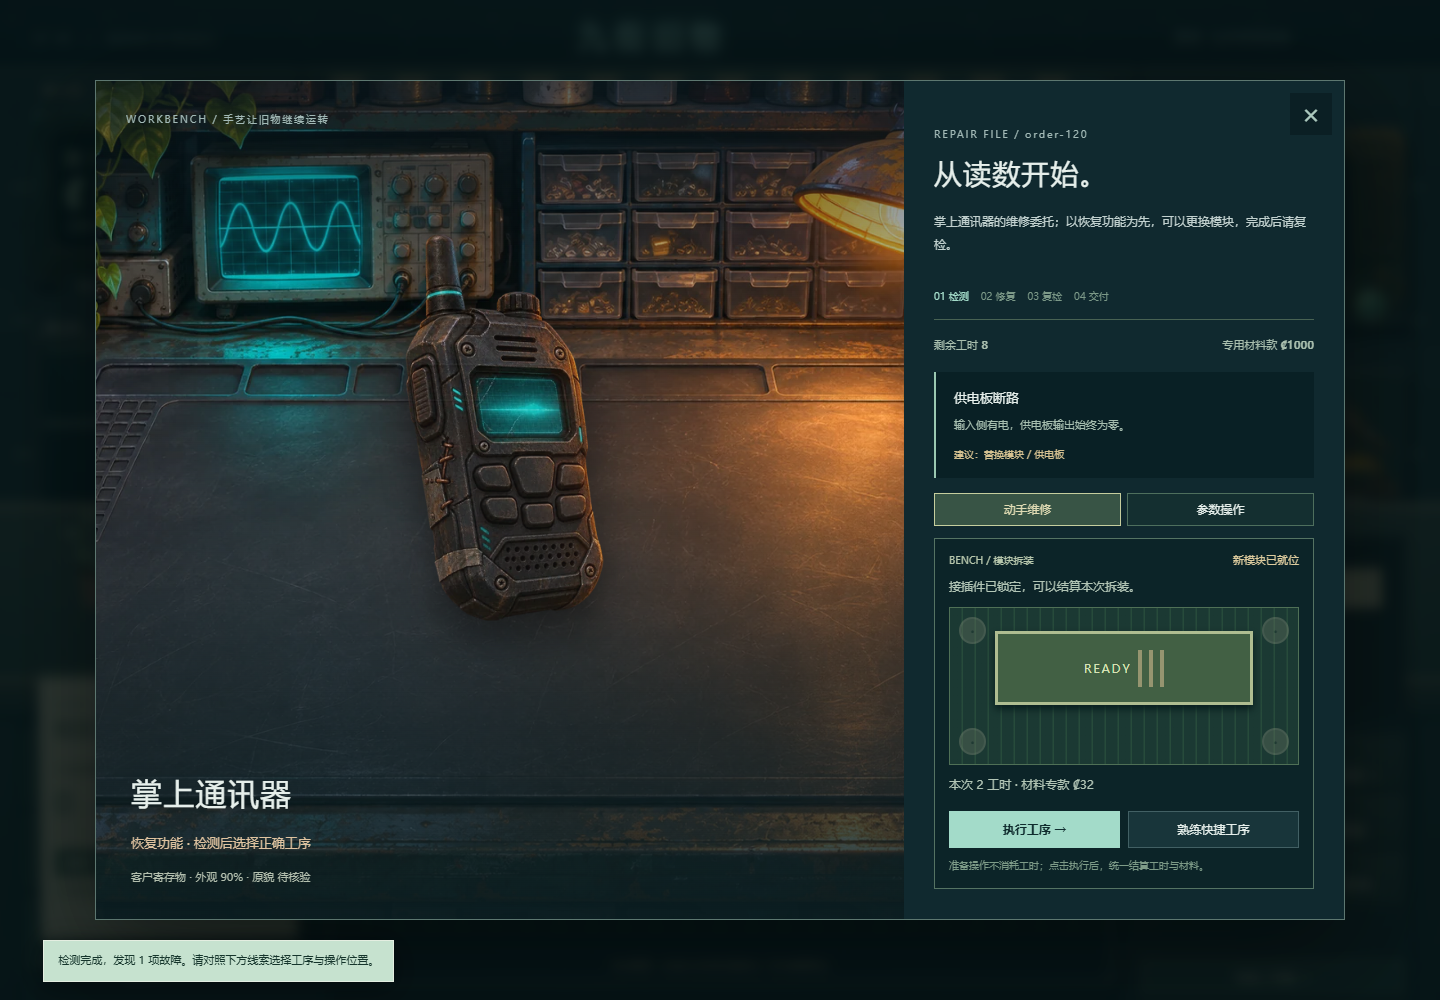 WORKBENCH / 手艺让旧物继续运转
掌上通讯器
恢复功能 · 检测后选择正确工序
客户寄存物 · 外观 90% · 原貌 待核验
×
REPAIR FILE / order-120
从读数开始。
掌上通讯器的维修委托；以恢复功能为先，可以更换模块，完成后请复
检。
01 检测 02 修复 03 复检 04 交付
剩余工时 8 专用材料款 ₡1000
供电板断路
输入侧有电，供电板输出始终为零。
建议：替换模块 / 供电板
动手维修 参数操作
BENCH / 模块拆装 新模块已就位
接插件已锁定，可以结算本次拆装。
READY
本次 2 工时 · 材料专款 ₡32
执行工序 → 熟练快捷工序
准备操作不消耗工时；点击执行后，统一结算工时与材料。
检测完成，发现 1 项故障。请对照下方线索选择工序与操作位置。